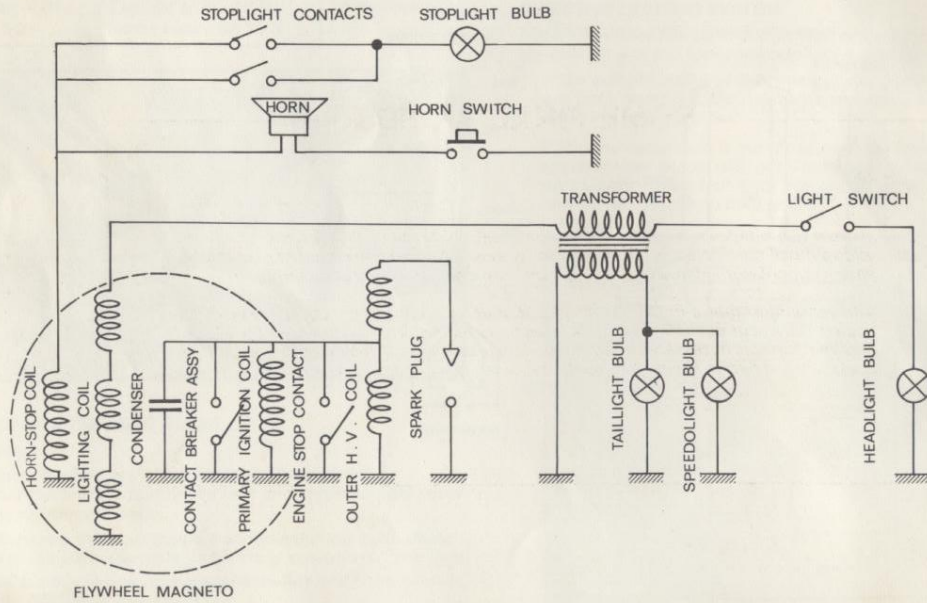 STOPLIGHT CONTACTS
STOPLIGHT BULB
HORN
HORN SWITCH
TRANSFORMER
LIGHT SWITCH
HORN-STOP COIL
LIGHTING COIL
CONDENSER
CONTACT BREAKER ASSY
PRIMARY IGNITION COIL
ENGINE STOP CONTACT
OUTER H.V. COIL
SPARK PLUG
TAILLIGHT BULB
SPEEDOLIGHT BULB
HEADLIGHT BULB
FLYWHEEL MAGNETO